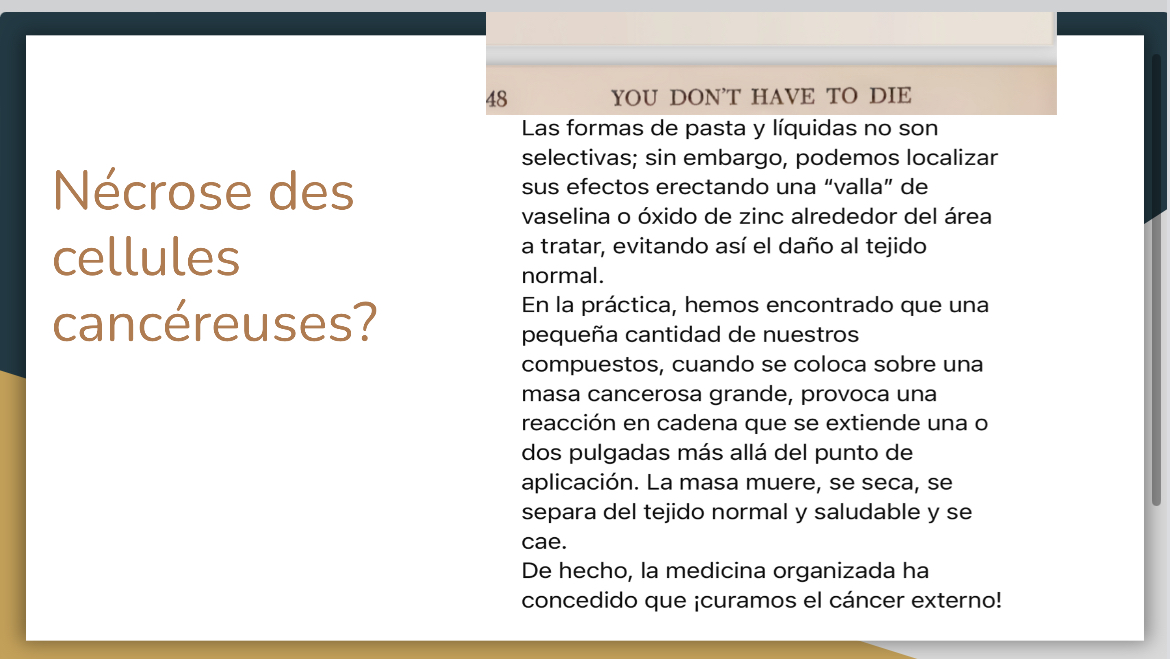 48 YOU DON'T HAVE TO DIE
Nécrose des
cellules
cancéreuses?
Las formas de pasta y líquidas no son
selectivas; sin embargo, podemos localizar
sus efectos erectando una “valla” de
vaselina o óxido de zinc alrededor del área
a tratar, evitando así el daño al tejido
normal.
En la práctica, hemos encontrado que una
pequeña cantidad de nuestros
compuestos, cuando se coloca sobre una
masa cancerosa grande, provoca una
reacción en cadena que se extiende una o
dos pulgadas más allá del punto de
aplicación. La masa muere, se seca, se
separa del tejido normal y saludable y se
cae.
De hecho, la medicina organizada ha
concedido que ¡curamos el cáncer externo!